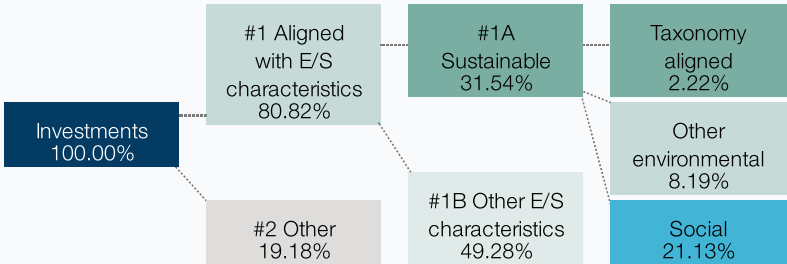 Investments
100.00%
#1 Aligned
with E/S
characteristics
80.82%
#2 Other
19.18%
#1A
Sustainable
31.54%
#1B Other E/S
characteristics
49.28%
Taxonomy
aligned
2.22%
Other
environmental
8.19%
Social
21.13%